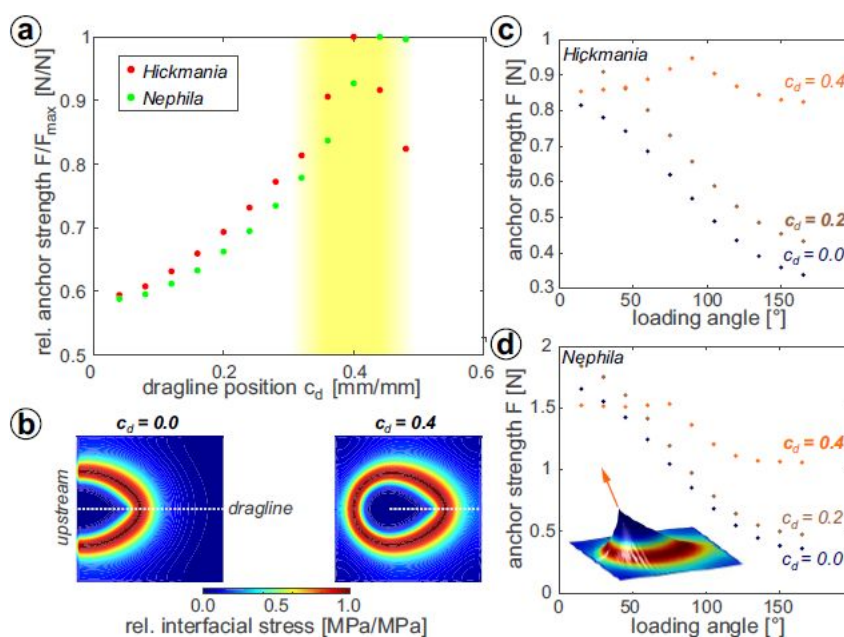 a
rel. anchor strength F/Fmax [N/N]
1
0.9
0.8
0.7
0.6
0.5
Hickmania
Nephila
0
0.2
0.4
0.6
dragline position cd [mm/mm]
b
cd = 0.0
cd = 0.4
upstream
dragline
0.0
0.5
1.0
rel. interfacial stress [MPa/MPa]
c
Hickmania
anchor strength F [N]
1
0.9
0.8
0.7
0.6
0.5
0.4
0.3
cd = 0.4
cd = 0.2
cd = 0.0
0
50
100
150
loading angle [°]
d
Nephila
anchor strength F [N]
2
1.5
1
0.5
0
cd = 0.4
cd = 0.2
cd = 0.0
0
50
100
150
loading angle [°]